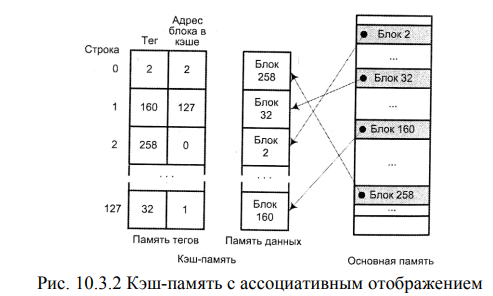 Строка
Тег
Адрес блока в кэше
0 2 2
1 160 127
2 258 0
... ...
127 32 1
Память тегов
Блок 258
Блок 32
Блок 2
...
Блок 160
Память данных
Кэш-память
Блок 2
...
Блок 32
...
Блок 160
...
Блок 258
...
Основная память
Рис. 10.3.2 Кэш-память с ассоциативным отображением